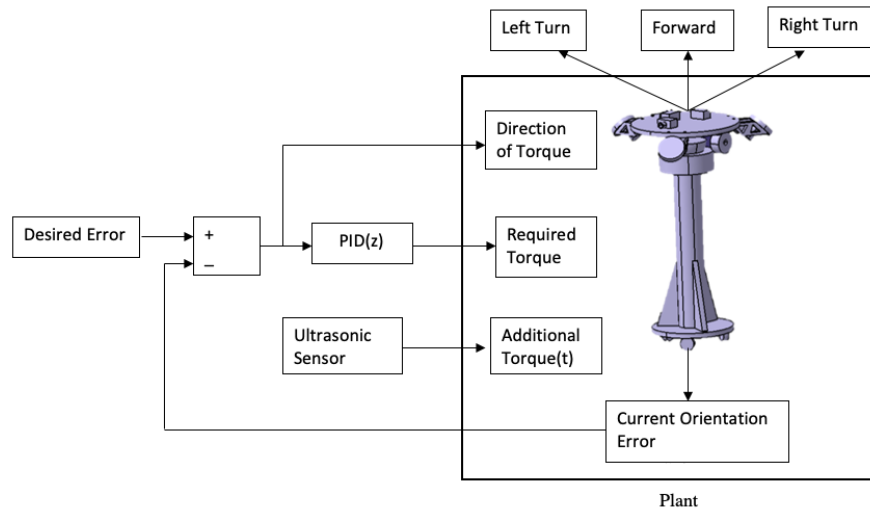 Left Turn
Forward
Right Turn
Direction
of Torque
Desired Error
+
–
PID(z)
Required
Torque
Ultrasonic
Sensor
Additional
Torque(t)
Current Orientation
Error
Plant